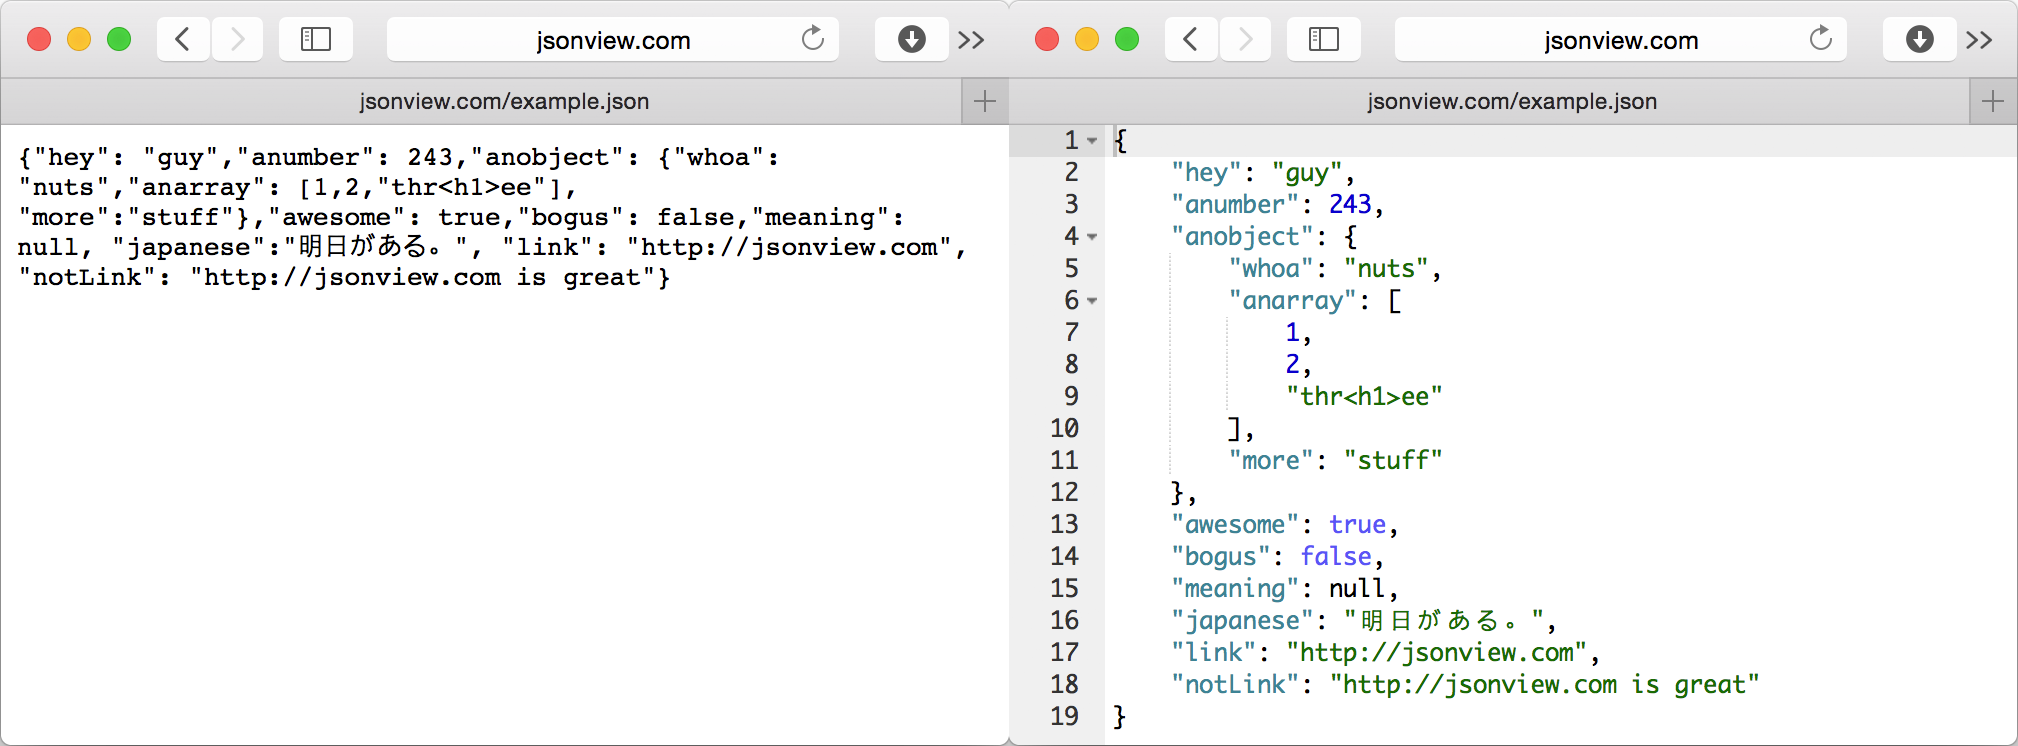 jsonview.com
jsonview.com/example.json
{"hey": "guy","anumber": 243,"anobject": {"whoa":
"nuts","anarray": [1,2,"thr<h1>ee"],
"more":"stuff"},"awesome": true,"bogus": false,"meaning":
null, "japanese":"明日がある。", "link": "http://jsonview.com",
"notLink": "http://jsonview.com is great"}
jsonview.com
jsonview.com/example.json
1 {
2 "hey": "guy",
3 "anumber": 243,
4 "anobject": {
5 "whoa": "nuts",
6 "anarray": [
7 1,
8 2,
9 "thr<h1>ee"
10 ],
11 "more": "stuff"
12 },
13 "awesome": true,
14 "bogus": false,
15 "meaning": null,
16 "japanese": "明日がある。",
17 "link": "http://jsonview.com",
18 "notLink": "http://jsonview.com is great"
19 }